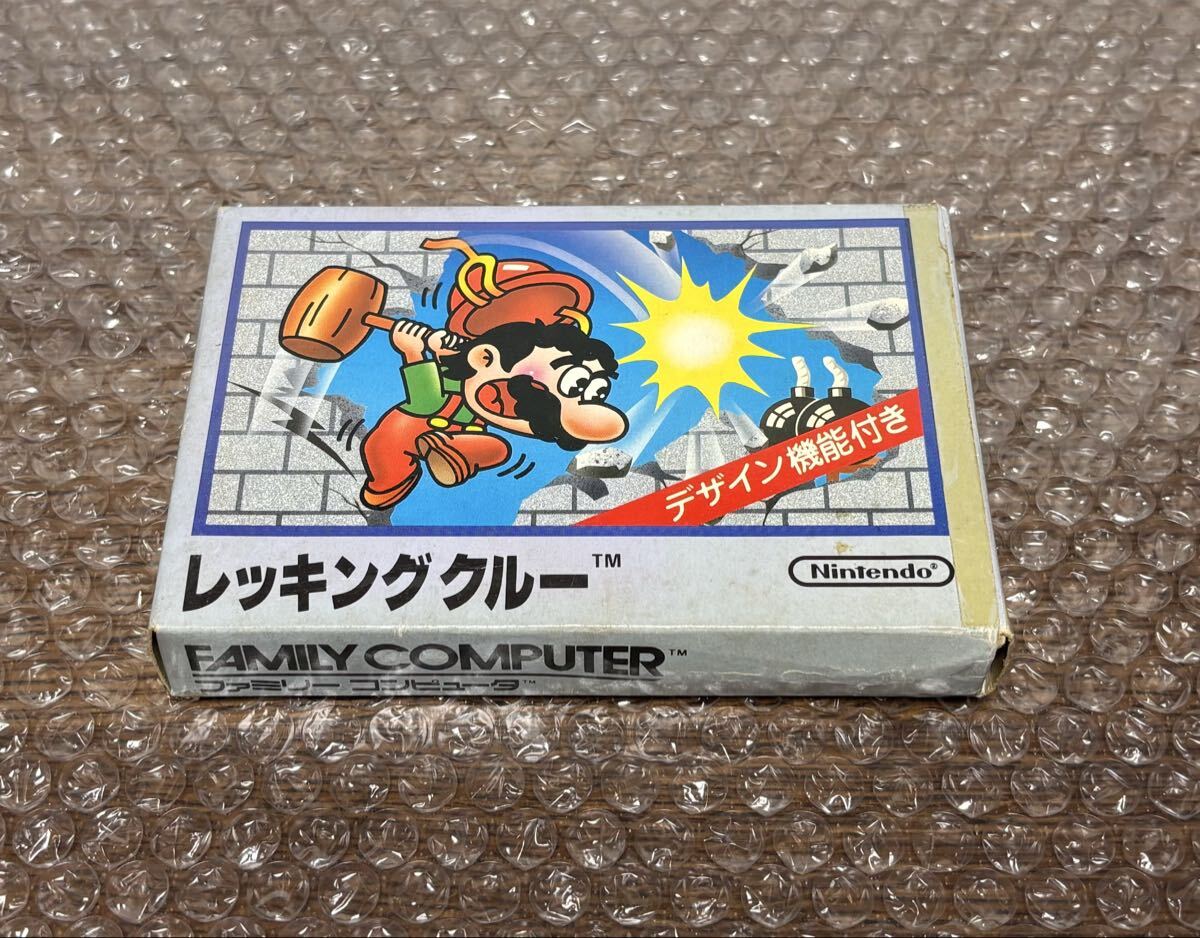 デザイン機能付き
レッキングクルー™
Nintendo®
FAMILY COMPUTER™
ファミリーコンピュータ™